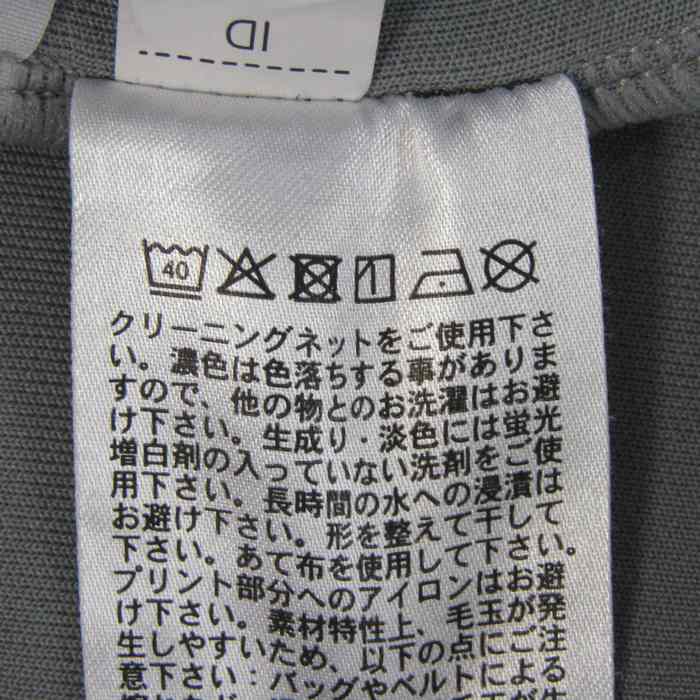 ID
40
クリーニングネットをご使用下さ
い。濃色は色落ちする事があります
すので、他の物とのお洗濯はお避
け下さい。生成り・淡色には蛍光
増白剤の入っていない洗剤をご使
用下さい。長時間の水への浸漬は
お避け下さい。形を整えて干して
下さい。あて布を使用して下さい。
プリント部分へのアイロンはお避
け下さい。素材特性上、毛玉が発
生しやすいため、以下の点にご注
意下さい：バッグやベルトによる